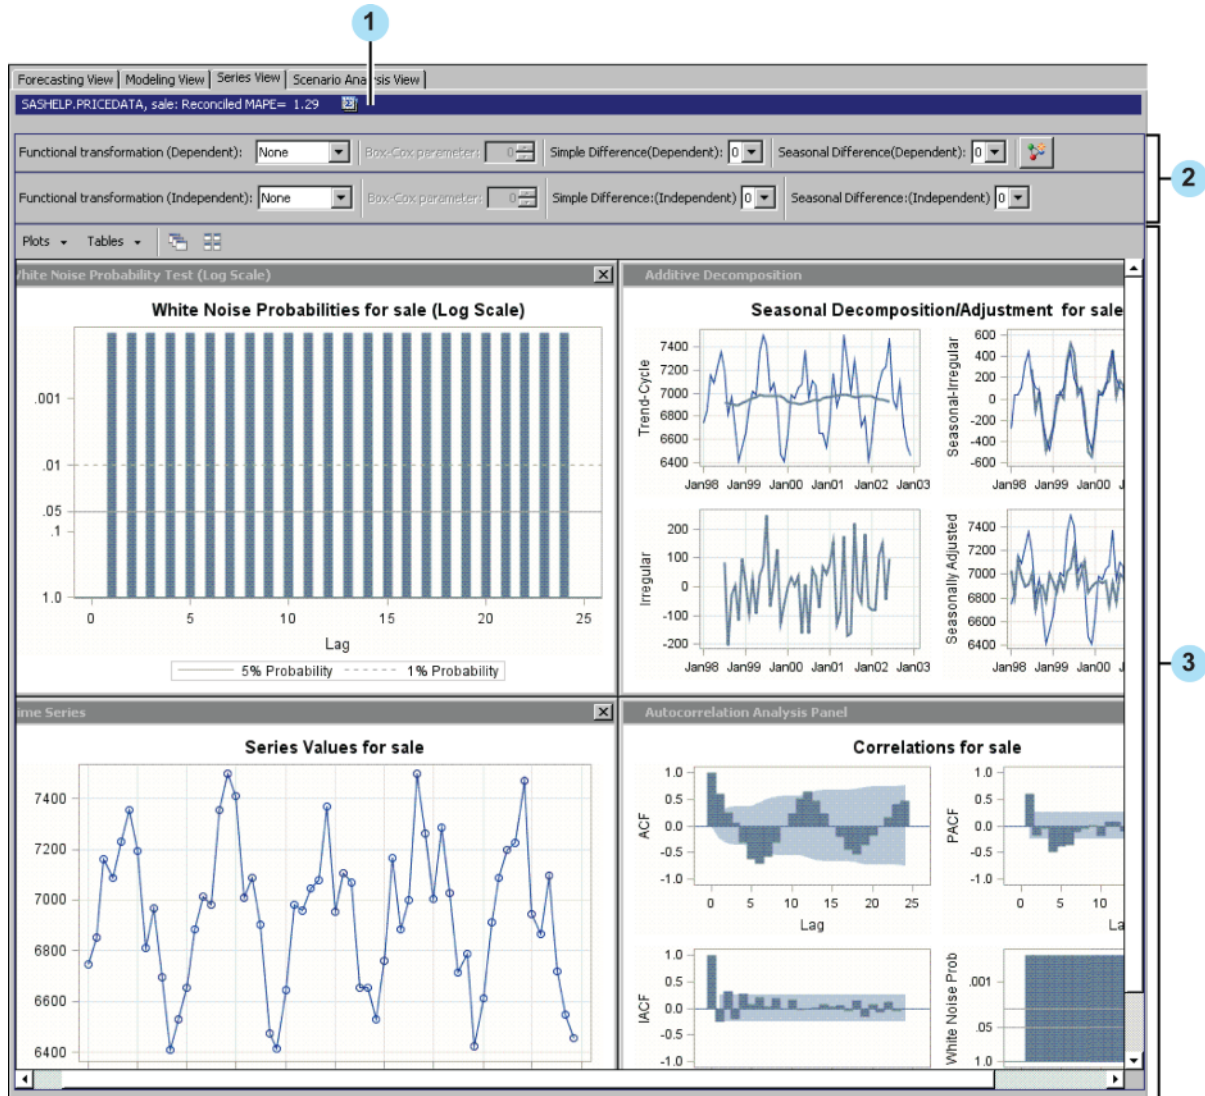 1
Forecasting View Modeling View Series View Scenario Analysis View
SASHELP.PRICEDATA, sale: Reconciled MAPE= 1.29
Functional transformation (Dependent): None Box-Cox parameter: 0 Simple Difference(Dependent): 0 Seasonal Difference(Dependent): 0
2
Functional transformation (Independent): None Box-Cox parameter: 0 Simple Difference:(Independent) 0 Seasonal Difference:(Independent) 0
Plots Tables
White Noise Probability Test (Log Scale)
White Noise Probabilities for sale (Log Scale)
.001
.01
.05
.1
1.0
0 5 10 15 20 25
Lag
5% Probability 1% Probability
Additive Decomposition
Seasonal Decomposition/Adjustment for sale
Trend-Cycle
7400
7200
7000
6800
6600
6400
Jan98 Jan99 Jan00 Jan01 Jan02 Jan03
Seasonal-Irregular
600
400
200
0
-200
-400
-600
Jan98 Jan99 Jan00 J
Irregular
200
100
0
-100
-200
Jan98 Jan99 Jan00 Jan01 Jan02 Jan03
Seasonally Adjusted
7400
7200
7000
6800
6600
6400
Jan98 Jan99 Jan00 J
3
ime Series
Series Values for sale
7400
7200
7000
6800
6600
6400
Autocorrelation Analysis Panel
Correlations for sale
ACF
1.0
0.5
0.0
-0.5
-1.0
0 5 10 15 20 25
Lag
PACF
1.0
0.5
0.0
-0.5
-1.0
0 5 10
La
IACF
1.0
0.5
0.0
-0.5
-1.0
White Noise Prob
.001
.05
1.0